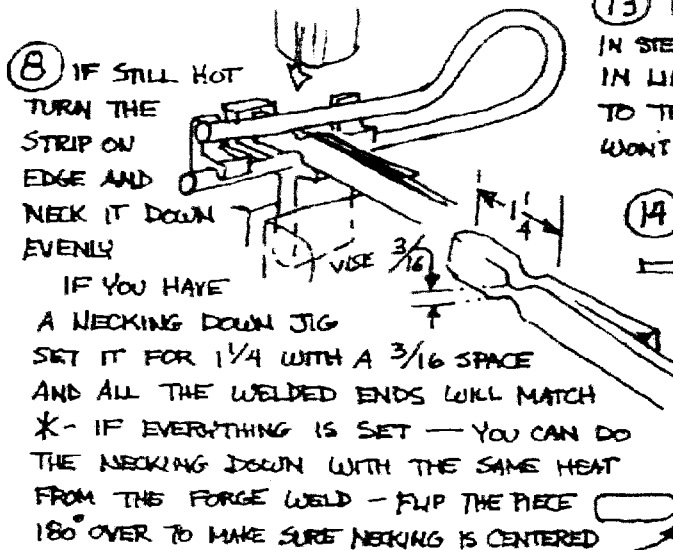 8 IF STILL HOT
TURN THE
STRIP ON
EDGE AND
NECK IT DOWN
EVENLY
IF YOU HAVE
A NECKING DOWN JIG
SET IT FOR 1 1/4 WITH A 3/16 SPACE
AND ALL THE WELDED ENDS WILL MATCH
*- IF EVERYTHING IS SET — YOU CAN DO
THE NECKING DOWN WITH THE SAME HEAT
FROM THE FORGE WELD - FLIP THE PIECE
180° OVER TO MAKE SURE NECKING IS CENTERED
VISE
3/16
1 1/4
13
IN STE
IN LI
TO T
WON'T
14